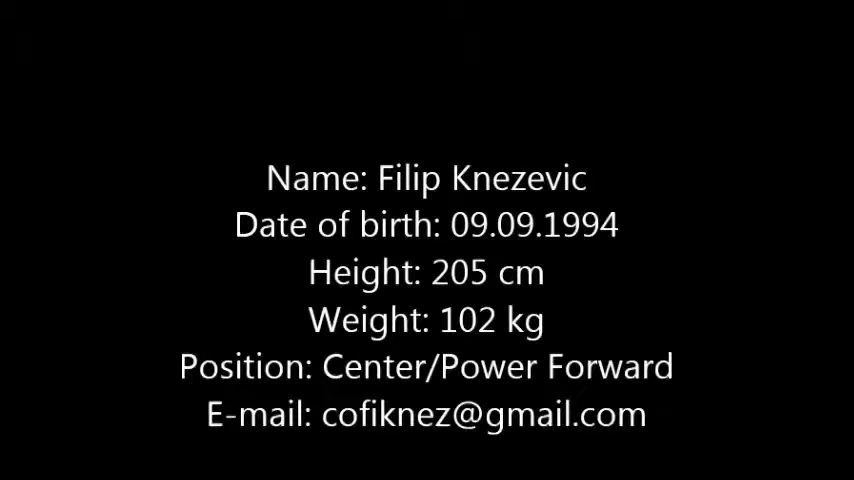 Name: Filip Knezevic
Date of birth: 09.09.1994
Height: 205 cm
Weight: 102 kg
Position: Center/Power Forward
E-mail: cofiknez@gmail.com